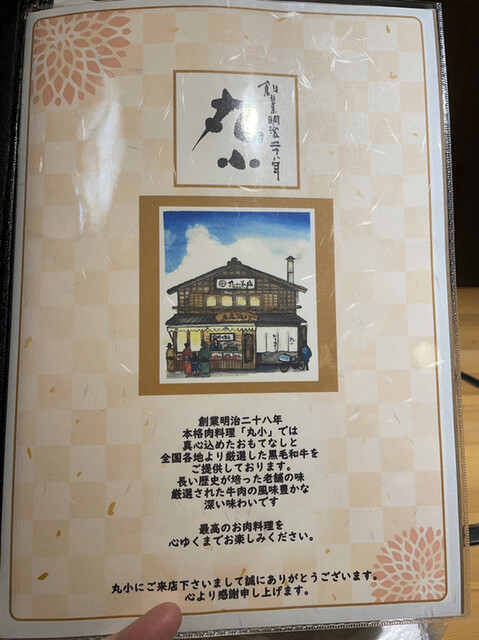 創業明治二十八年
丸小
創業明治二十八年
本格肉料理「丸小」では
真心込めたおもてなしと
全国各地より厳選した黒毛和牛を
ご提供しております。
長い歴史が培った老舗の味
厳選された牛肉の風味豊かな
深い味わいです
最高のお肉料理を
心ゆくまでお楽しみください。
丸小にご来店下さいまして誠にありがとうございます。
心より感謝申し上げます。